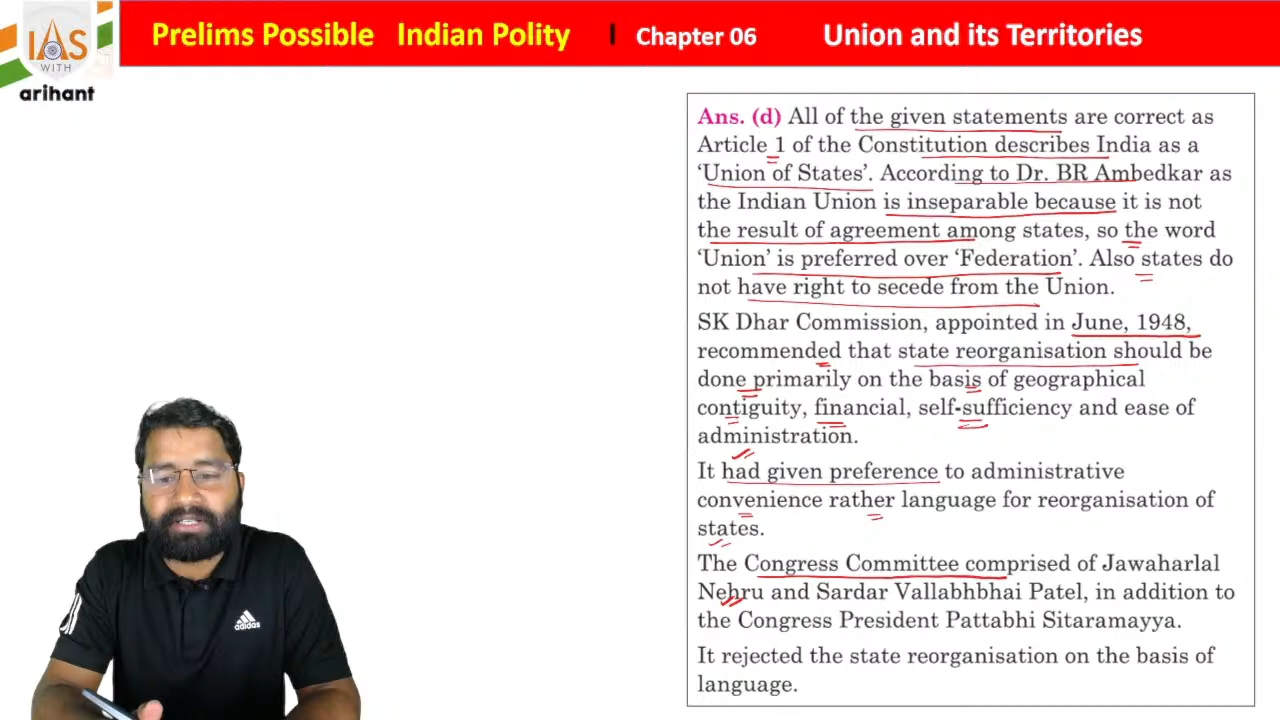 IAS
WITH
arihant
Prelims Possible Indian Polity | Chapter 06 Union and its Territories
Ans. (d) All of the given statements are correct as
Article 1 of the Constitution describes India as a
‘Union of States’. According to Dr. BR Ambedkar as
the Indian Union is inseparable because it is not
the result of agreement among states, so the word
‘Union’ is preferred over ‘Federation’. Also states do
not have right to secede from the Union.
SK Dhar Commission, appointed in June, 1948,
recommended that state reorganisation should be
done primarily on the basis of geographical
contiguity, financial, self-sufficiency and ease of
administration.
It had given preference to administrative
convenience rather language for reorganisation of
states.
The Congress Committee comprised of Jawaharlal
Nehru and Sardar Vallabhbhai Patel, in addition to
the Congress President Pattabhi Sitaramayya.
It rejected the state reorganisation on the basis of
language.
adidas